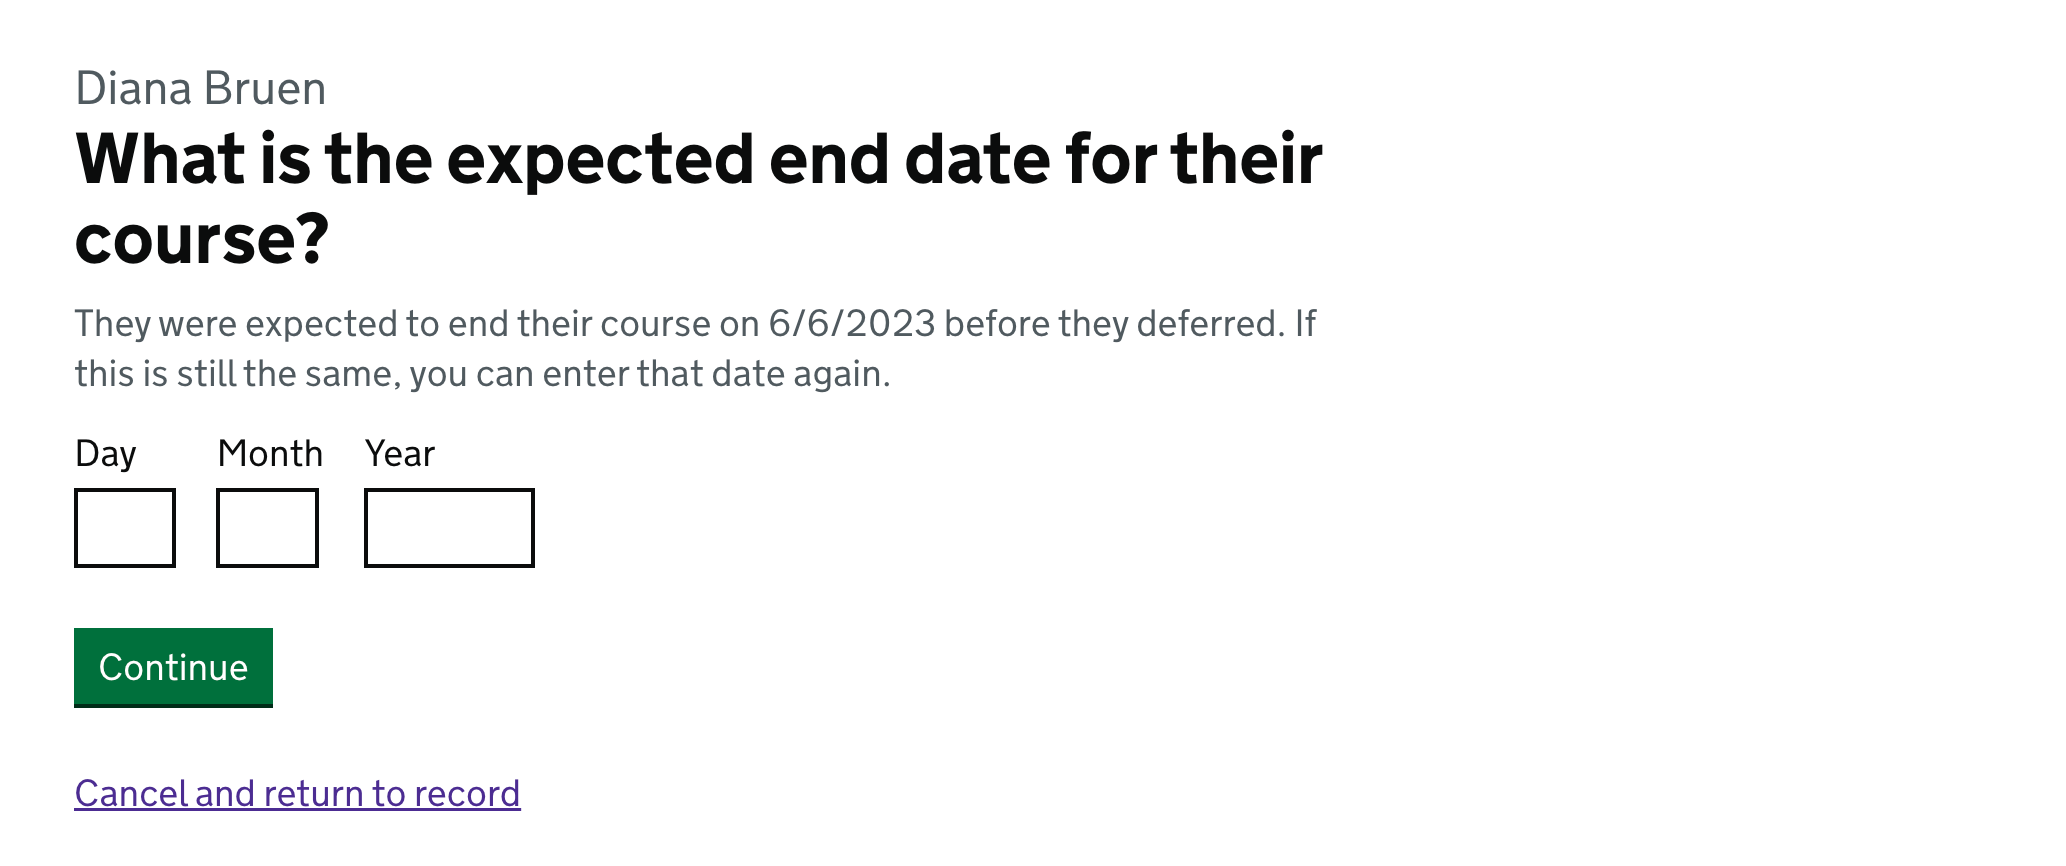 Diana Bruen
What is the expected end date for their
course?
They were expected to end their course on 6/6/2023 before they deferred. If
this is still the same, you can enter that date again.
Day Month Year
Continue
Cancel and return to record